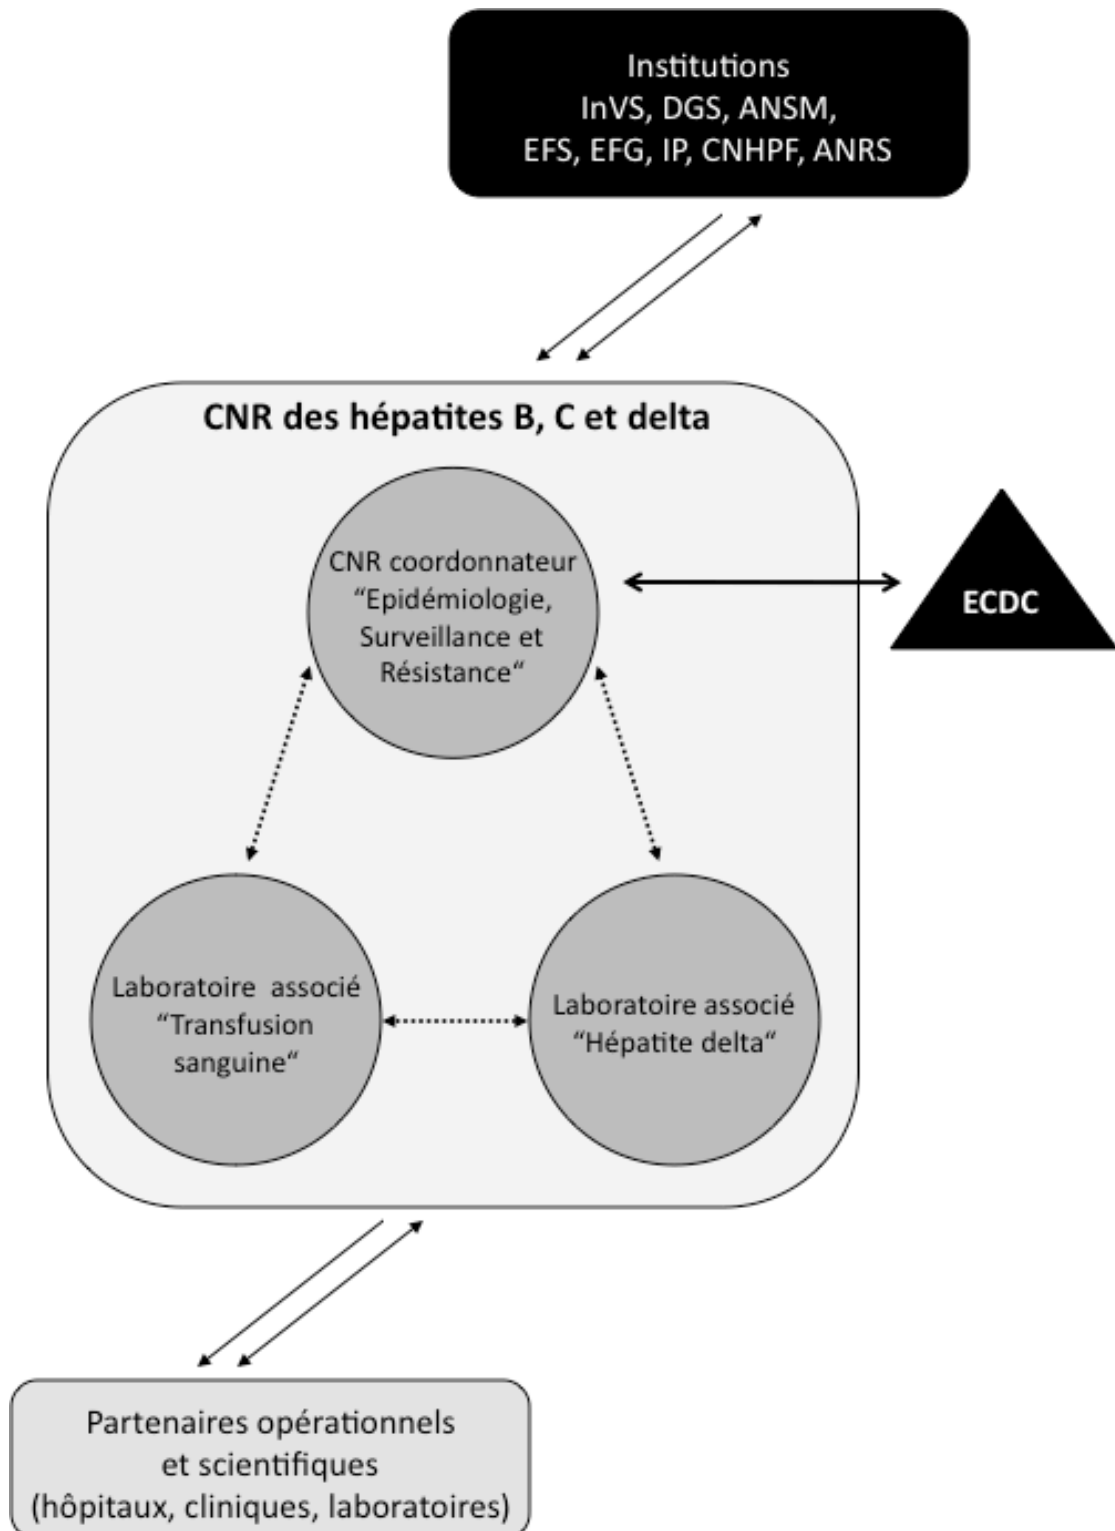 Institutions
InVS, DGS, ANSM,
EFS, EFG, IP, CNHPF, ANRS
CNR des hépatites B, C et delta
CNR coordonnateur
“Epidémiologie,
Surveillance et
Résistance“
ECDC
Laboratoire  associé
“Transfusion
sanguine“
Laboratoire associé
“Hépatite delta“
Partenaires opérationnels
et scientifiques
(hôpitaux, cliniques, laboratoires)